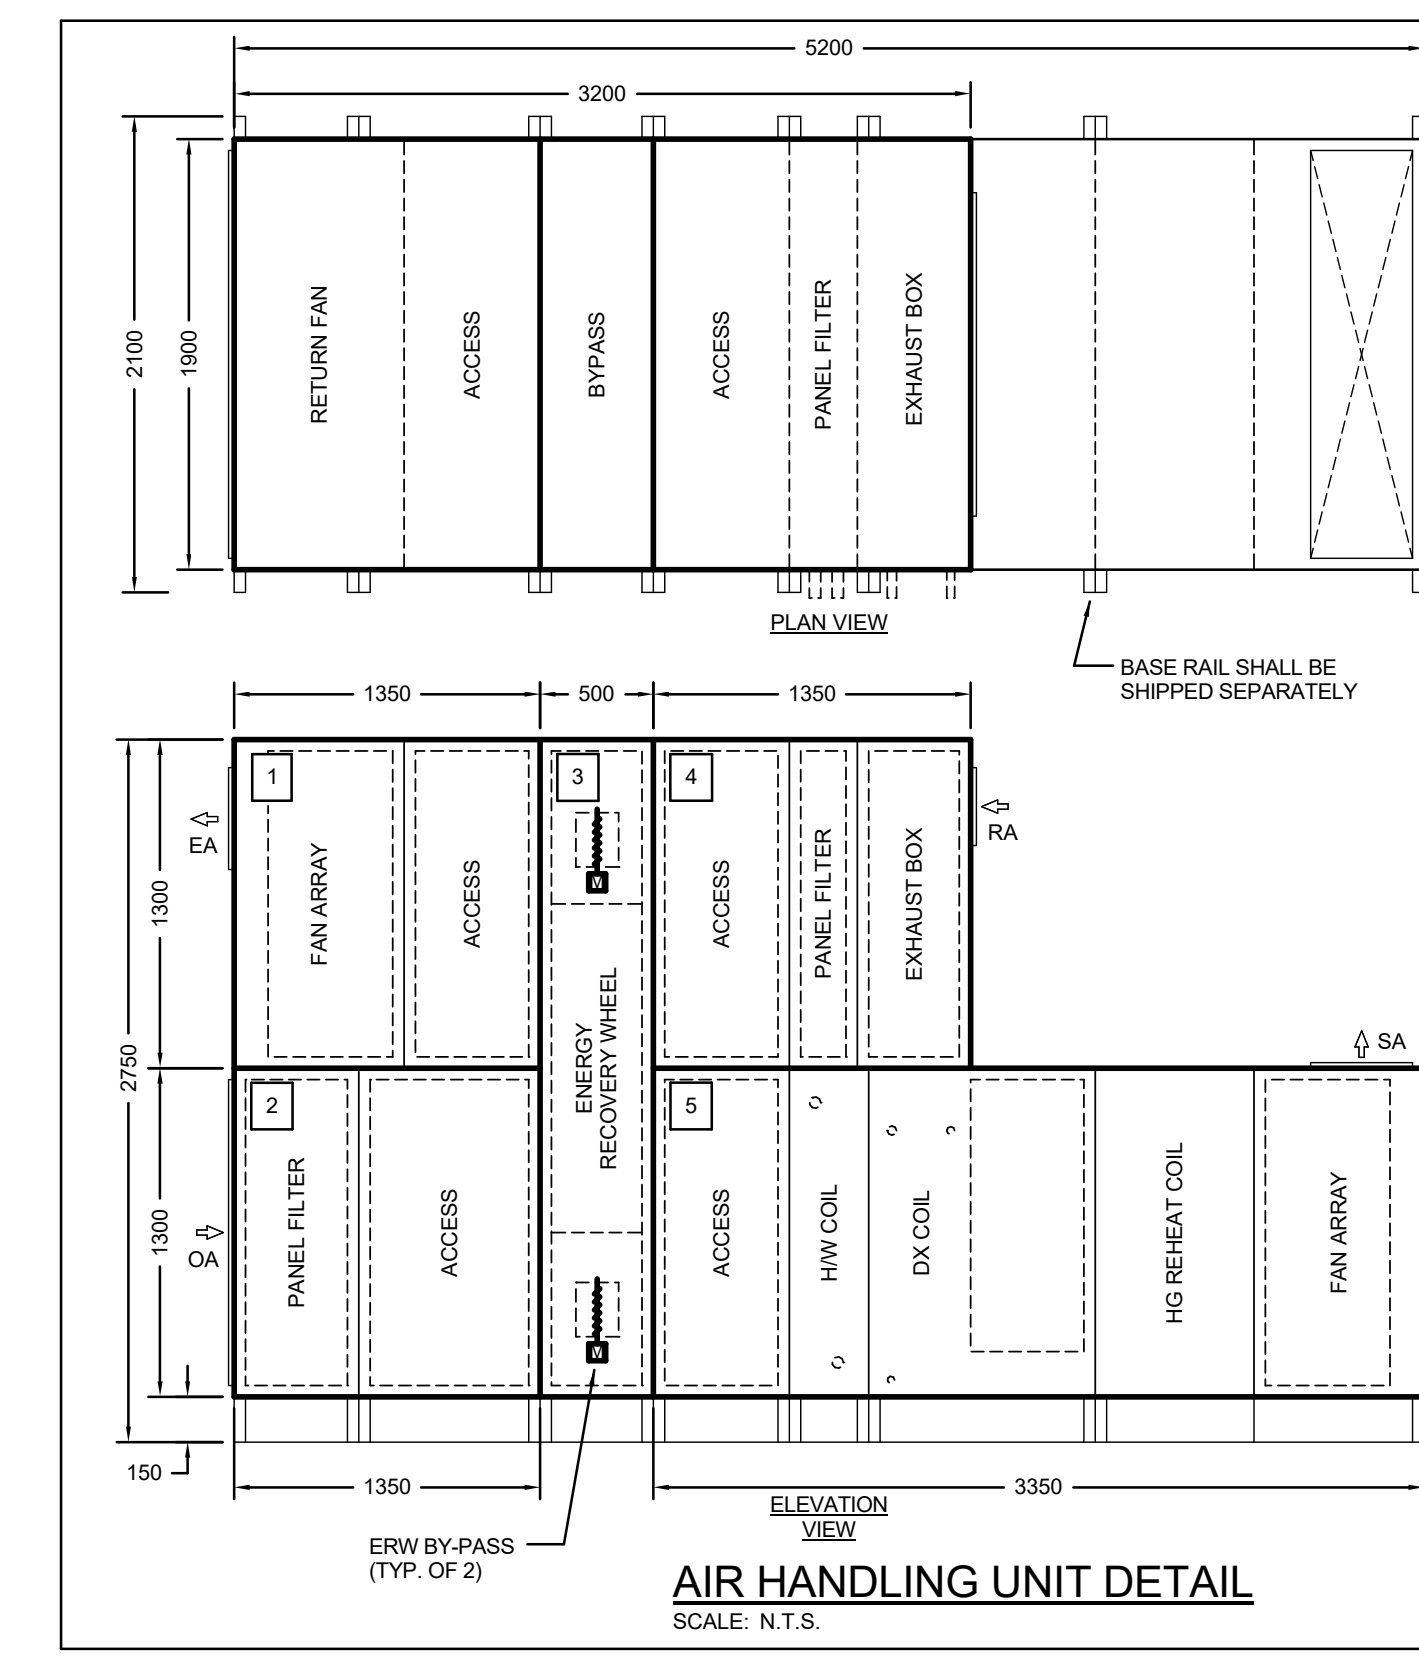 5200
3200
2100
1900
RETURN FAN
ACCESS
BYPASS
ACCESS
PANEL FILTER
EXHAUST BOX
PLAN VIEW
BASE RAIL SHALL BE
SHIPPED SEPARATELY
1350
500
1350
1
3
4
EA
RA
2750
1300
FAN ARRAY
ACCESS
ENERGY
RECOVERY WHEEL
ACCESS
PANEL FILTER
EXHAUST BOX
M
SA
2
5
1300
OA
PANEL FILTER
ACCESS
ACCESS
H/W COIL
DX COIL
HG REHEAT COIL
FAN ARRAY
M
150
1350
3350
ELEVATION
VIEW
ERW BY-PASS
(TYP. OF 2)
AIR HANDLING UNIT DETAIL
SCALE: N.T.S.